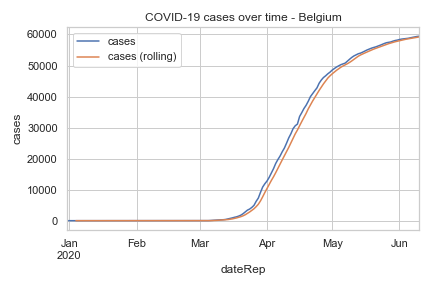 COVID-19 cases over time - Belgium
cases
cases (rolling)
60000
50000
40000
30000
20000
10000
0
cases
Jan Feb Mar Apr May Jun
2020
dateRep